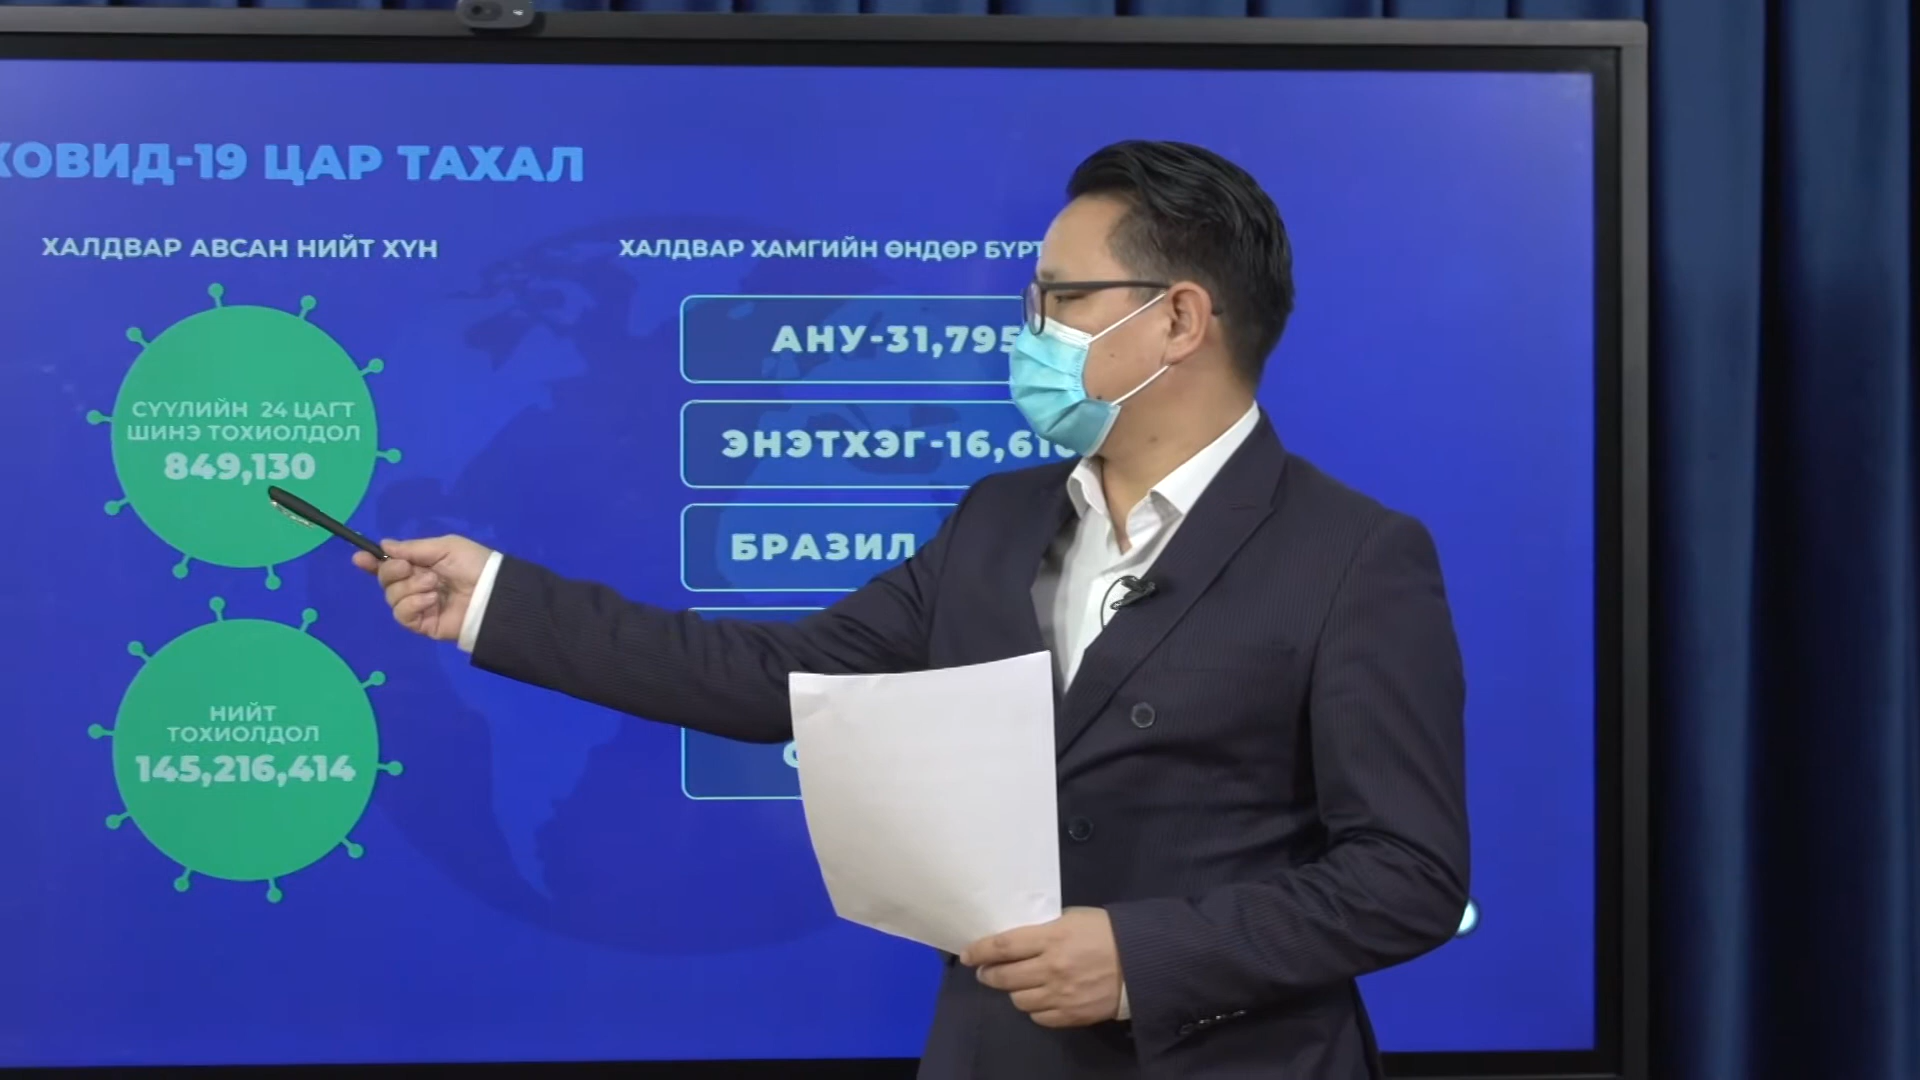 КОВИД-19 ЦАР ТАХАЛ
ХАЛДВАР АВСАН НИЙТ ХҮН
СҮҮЛИЙН 24 ЦАГТ
ШИНЭ ТОХИОЛДОЛ
849,130
НИЙТ
ТОХИОЛДОЛ
145,216,414
ХАЛДВАР ХАМГИЙН ӨНДӨР
АНУ-31,795
ЭНЭТХЭГ-16,61
БРАЗИЛ